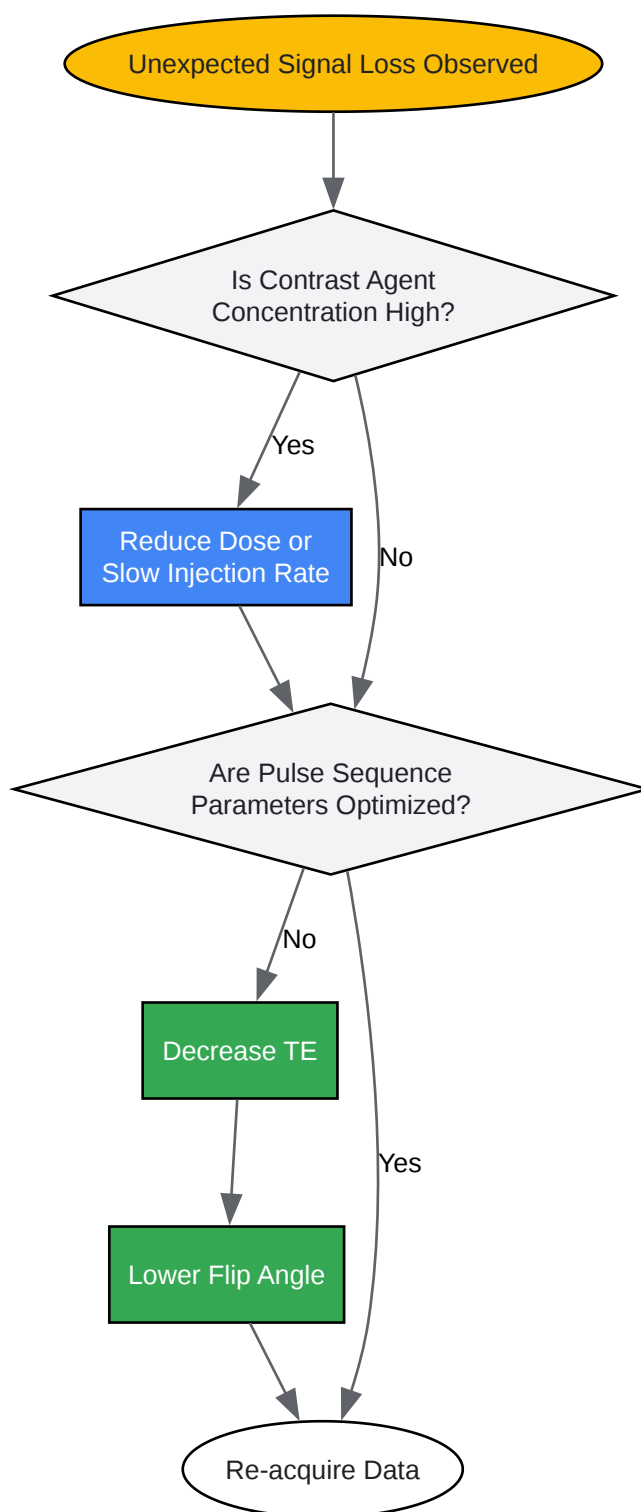 Unexpected Signal Loss Observed
Is Contrast Agent
Concentration High?
Yes
Reduce Dose or
Slow Injection Rate
No
Are Pulse Sequence
Parameters Optimized?
No
Decrease TE
Yes
Lower Flip Angle
Re-acquire Data